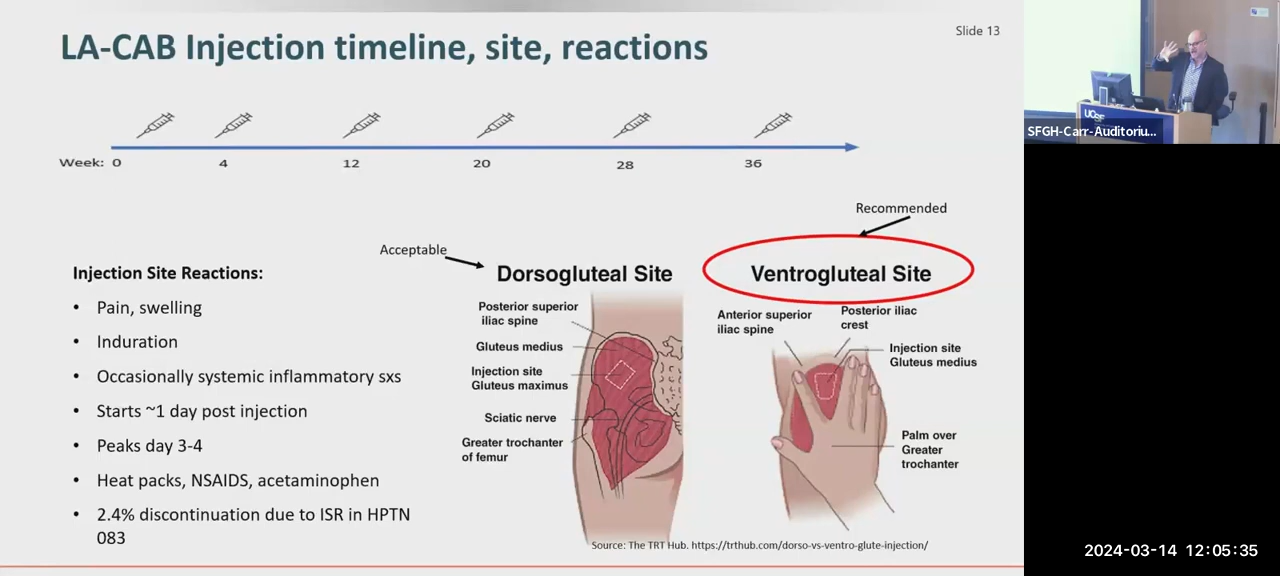 Slide 13
LA-CAB Injection timeline, site, reactions
Week: 0 4 12 20 28 36
Recommended
Acceptable
Injection Site Reactions:
• Pain, swelling
• Induration
• Occasionally systemic inflammatory sxs
• Starts ~1 day post injection
• Peaks day 3-4
• Heat packs, NSAIDS, acetaminophen
• 2.4% discontinuation due to ISR in HPTN
083
Dorsogluteal Site
Posterior superior
iliac spine
Gluteus medius
Injection site
Gluteus maximus
Sciatic nerve
Greater trochanter
of femur
Ventrogluteal Site
Anterior superior
iliac spine
Posterior iliac
crest
Injection site
Gluteus medius
Palm over
Greater
trochanter
Source: The TRT Hub. https://trthub.com/dorso-vs-ventro-glute-injection/
UCSF
SFGH-Carr-Auditoriu...
2024-03-14 12:05:35